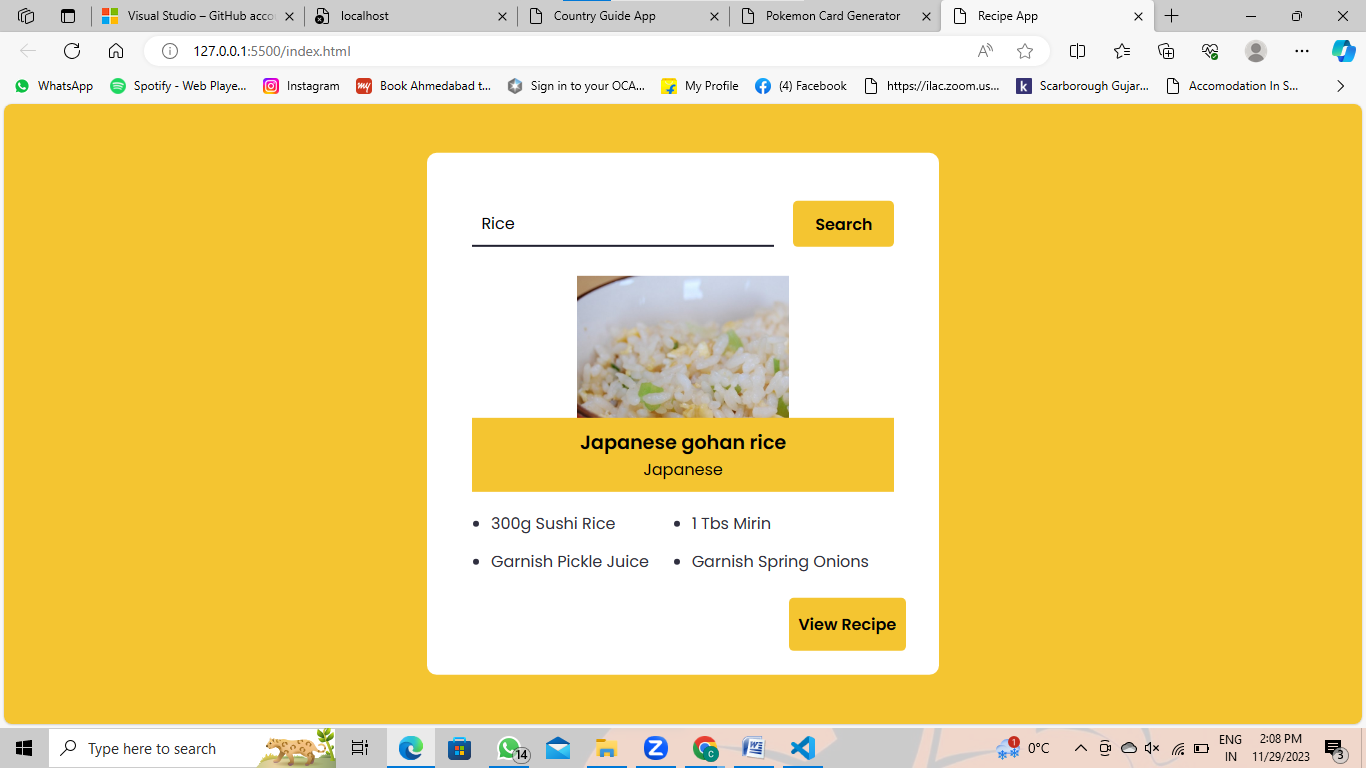 Visual Studio – GitHub accou
localhost
Country Guide App
Pokemon Card Generator
Recipe App
127.0.0.1:5500/index.html
WhatsApp
Spotify - Web Playe...
Instagram
Book Ahmedabad t...
Sign in to your OCA...
My Profile
(4) Facebook
https://ilac.zoom.us...
Scarborough Gujar...
Accomodation In S...
Rice
Search
Japanese gohan rice
Japanese
• 300g Sushi Rice
• 1 Tbs Mirin
• Garnish Pickle Juice
• Garnish Spring Onions
View Recipe
Type here to search
14
1
0°C
ENG
IN
2:08 PM
11/29/2023
3